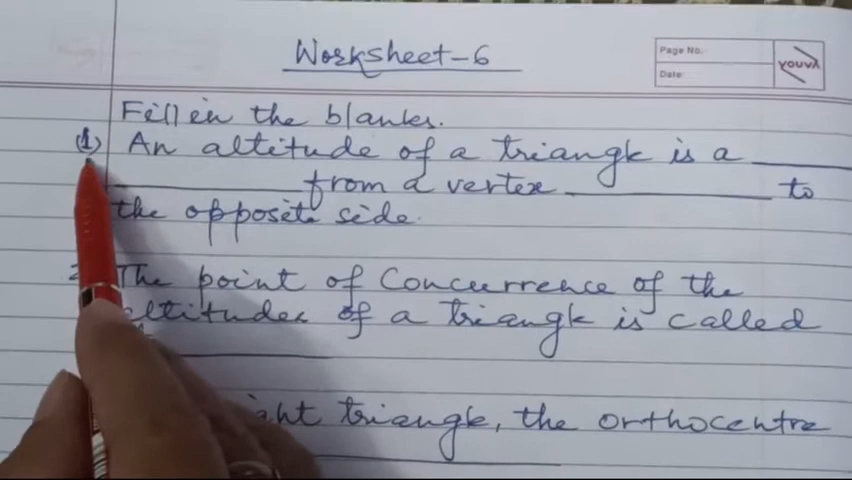 Worksheet-6
Page No.
Date:
YOUVA
Fill in the blanks.
(1) An altitude of a triangle is a
from a vertex to
the opposite side.
The point of Concurrence of the
of a triangle is called
triangle, the orthocentre